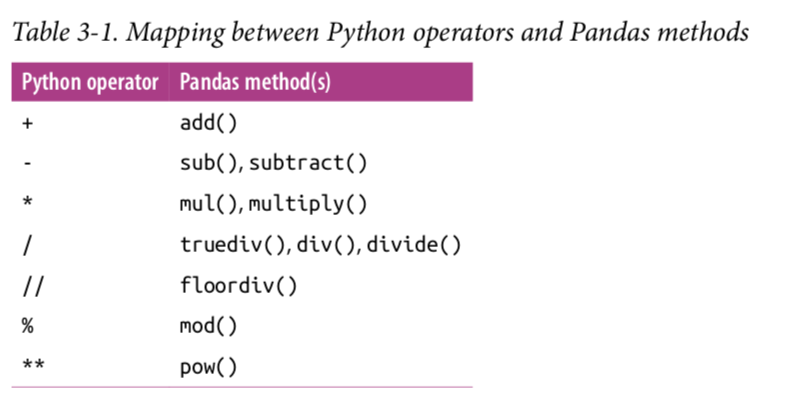 Table 3-1. Mapping between Python operators and Pandas methods
Python operator Pandas method(s)
+ add()
- sub(), subtract()
* mul(), multiply()
/ truediv(), div(), divide()
// floordiv()
% mod()
** pow()